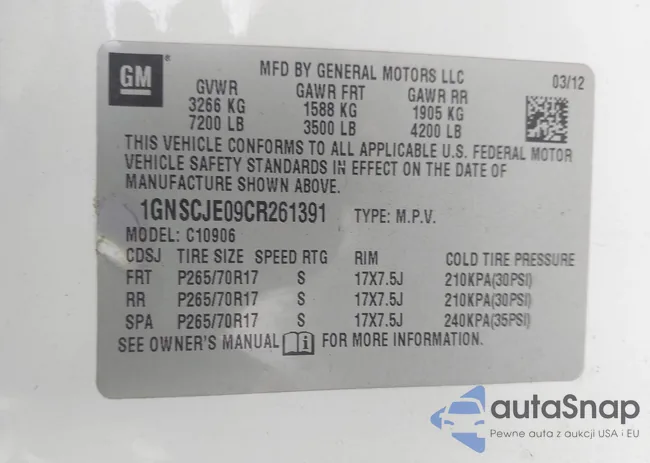 GM ®
MFD BY GENERAL MOTORS LLC 03/12
GVWR GAWR FRT GAWR RR
3266 KG 1588 KG 1905 KG
7200 LB 3500 LB 4200 LB
THIS VEHICLE CONFORMS TO ALL APPLICABLE U.S. FEDERAL MOTOR
VEHICLE SAFETY STANDARDS IN EFFECT ON THE DATE OF
MANUFACTURE SHOWN ABOVE.
1GNSCJE09CR261391 TYPE: M.P.V.
MODEL: C10906
CDSJ TIRE SIZE SPEED RTG RIM COLD TIRE PRESSURE
FRT P265/70R17 S 17X7.5J 210KPA(30PSI)
RR P265/70R17 S 17X7.5J 210KPA(30PSI)
SPA P265/70R17 S 17X7.5J 240KPA(35PSI)
SEE OWNER'S MANUAL i FOR MORE INFORMATION.
autaSnap
Pewne auta z aukcji USA i EU